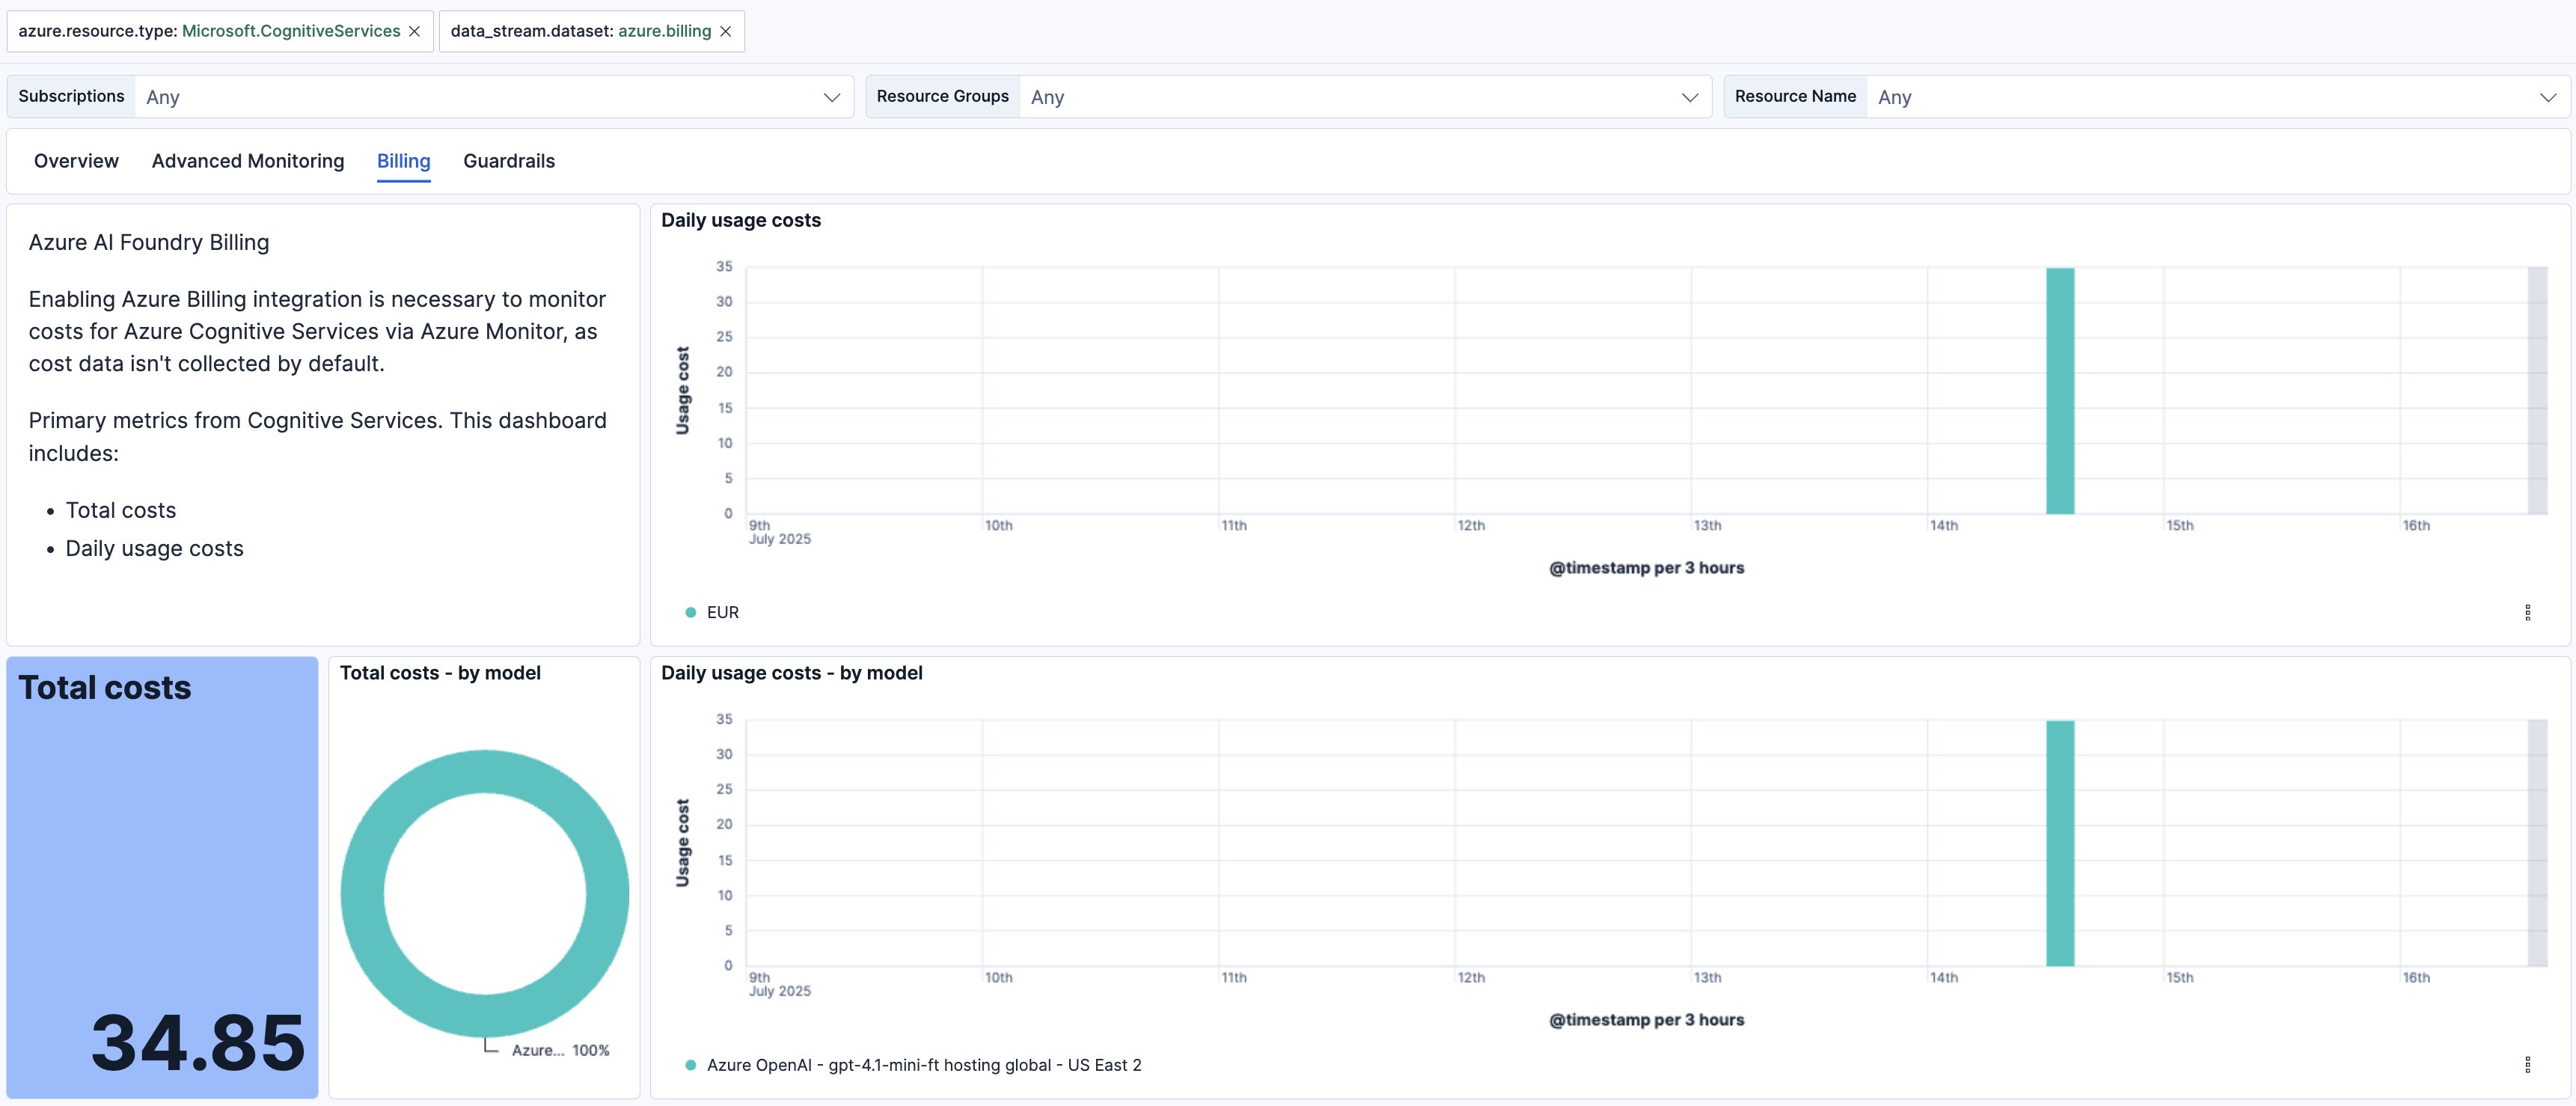 azure.resource.type: Microsoft.CognitiveServices
data_stream.dataset: azure.billing
Subscriptions Any
Resource Groups Any
Resource Name Any
Overview Advanced Monitoring Billing Guardrails
Azure AI Foundry Billing
Enabling Azure Billing integration is necessary to monitor
costs for Azure Cognitive Services via Azure Monitor, as
cost data isn't collected by default.
Primary metrics from Cognitive Services. This dashboard
includes:
• Total costs
• Daily usage costs
Daily usage costs
Usage cost
35
30
25
20
15
10
5
0
9th 10th 11th 12th 13th 14th 15th 16th
July 2025
@timestamp per 3 hours
EUR
Total costs
34.85
Total costs - by model
Azure... 100%
Daily usage costs - by model
Usage cost
35
30
25
20
15
10
5
0
9th 10th 11th 12th 13th 14th 15th 16th
July 2025
@timestamp per 3 hours
Azure OpenAI - gpt-4.1-mini-ft hosting global - US East 2